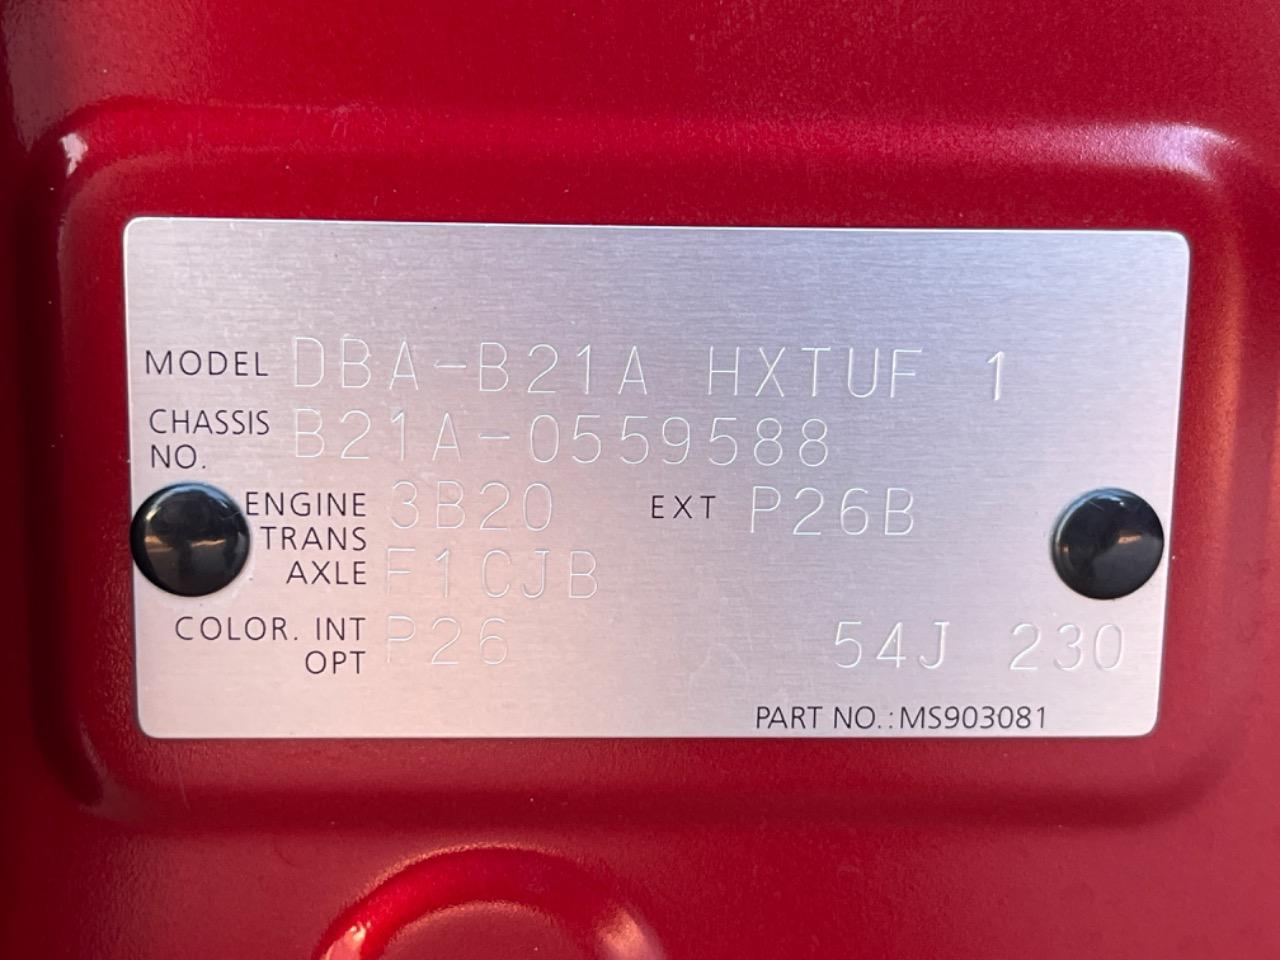 MODEL DBA-B21A HXTUF 1
CHASSIS NO. B21A-0559588
ENGINE 3B20 EXT P26B
TRANS AXLE F1CJB
COLOR. INT OPT P26 54J 230
PART NO.:MS903081